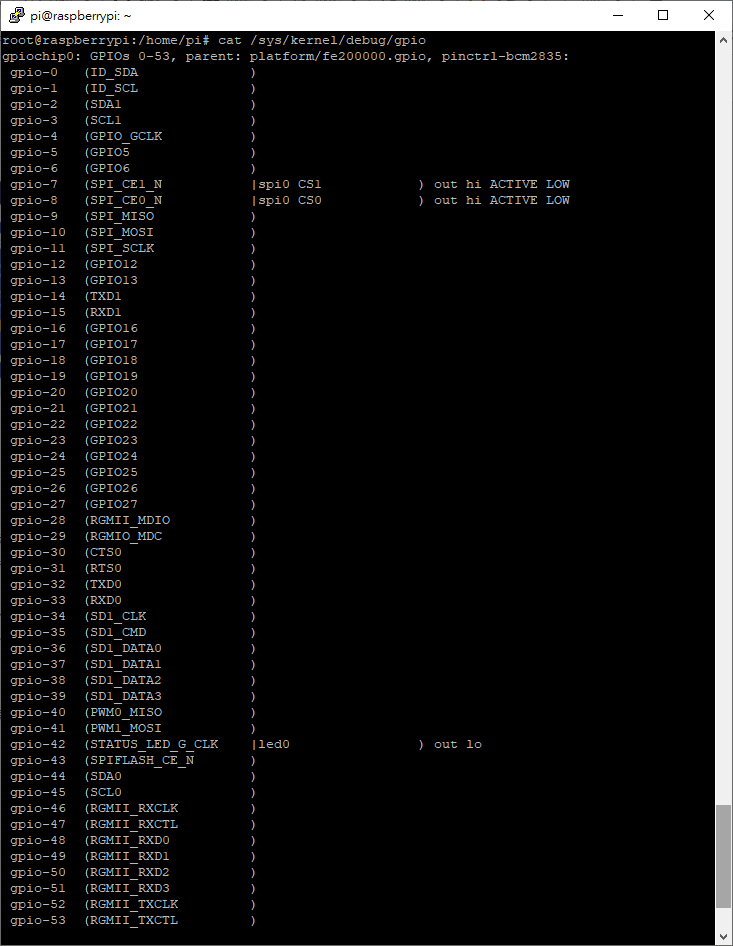 pi@raspberrypi: ~
root@raspberrypi:/home/pi# cat /sys/kernel/debug/gpio
gpiochip0: GPIOs 0-53, parent: platform/fe200000.gpio, pinctrl-bcm2835:
 gpio-0   (ID_SDA              )
 gpio-1   (ID_SCL              )
 gpio-2   (SDA1                )
 gpio-3   (SCL1                )
 gpio-4   (GPIO_GCLK           )
 gpio-5   (GPIO5               )
 gpio-6   (GPIO6               )
 gpio-7   (SPI_CE1_N           |spi0 CS1            ) out hi ACTIVE LOW
 gpio-8   (SPI_CE0_N           |spi0 CS0            ) out hi ACTIVE LOW
 gpio-9   (SPI_MISO            )
 gpio-10  (SPI_MOSI            )
 gpio-11  (SPI_SCLK            )
 gpio-12  (GPIO12              )
 gpio-13  (GPIO13              )
 gpio-14  (TXD1                )
 gpio-15  (RXD1                )
 gpio-16  (GPIO16              )
 gpio-17  (GPIO17              )
 gpio-18  (GPIO18              )
 gpio-19  (GPIO19              )
 gpio-20  (GPIO20              )
 gpio-21  (GPIO21              )
 gpio-22  (GPIO22              )
 gpio-23  (GPIO23              )
 gpio-24  (GPIO24              )
 gpio-25  (GPIO25              )
 gpio-26  (GPIO26              )
 gpio-27  (GPIO27              )
 gpio-28  (RGMII_MDIO          )
 gpio-29  (RGMIO_MDC           )
 gpio-30  (CTS0                )
 gpio-31  (RTS0                )
 gpio-32  (TXD0                )
 gpio-33  (RXD0                )
 gpio-34  (SD1_CLK             )
 gpio-35  (SD1_CMD             )
 gpio-36  (SD1_DATA0           )
 gpio-37  (SD1_DATA1           )
 gpio-38  (SD1_DATA2           )
 gpio-39  (SD1_DATA3           )
 gpio-40  (PWM0_MISO           )
 gpio-41  (PWM1_MOSI           )
 gpio-42  (STATUS_LED_G_CLK    |led0                ) out lo
 gpio-43  (SPIFLASH_CE_N       )
 gpio-44  (SDA0                )
 gpio-45  (SCL0                )
 gpio-46  (RGMII_RXCLK         )
 gpio-47  (RGMII_RXCTL         )
 gpio-48  (RGMII_RXD0          )
 gpio-49  (RGMII_RXD1          )
 gpio-50  (RGMII_RXD2          )
 gpio-51  (RGMII_RXD3          )
 gpio-52  (RGMII_TXCLK         )
 gpio-53  (RGMII_TXCTL         )